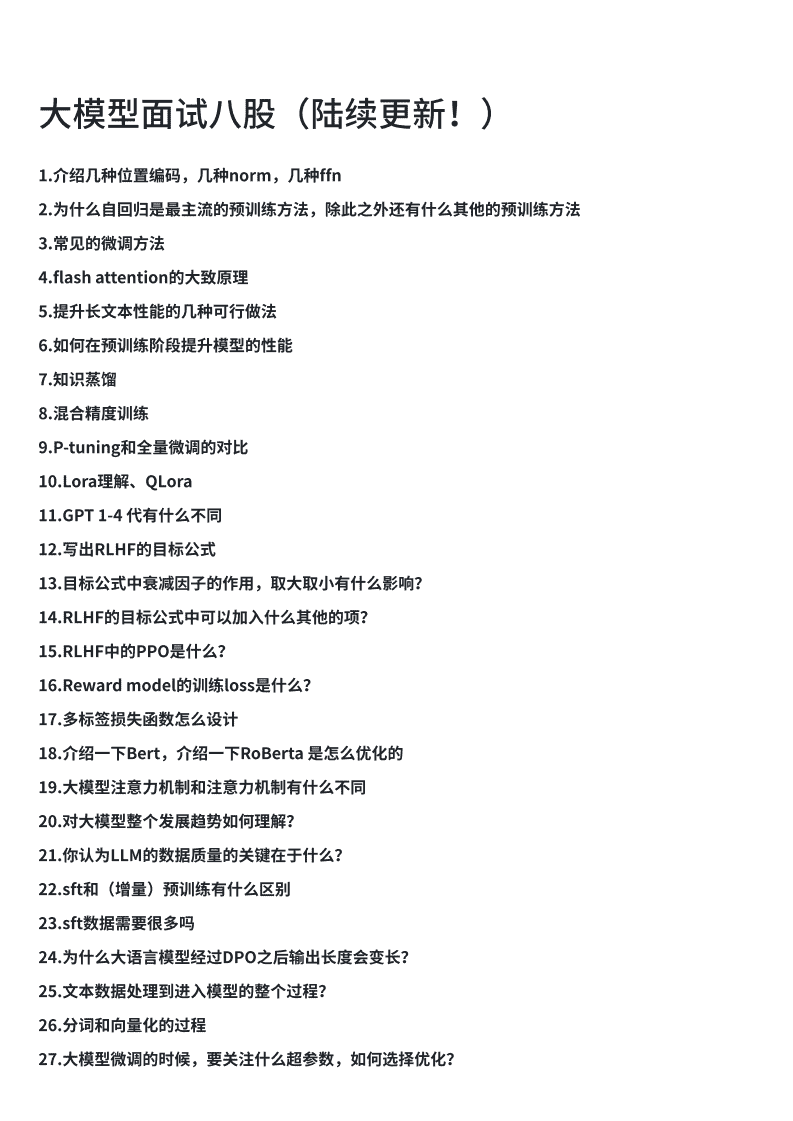 大模型面试八股（陆续更新！）
1.介绍几种位置编码，几种norm，几种ffn
2.为什么自回归是最主流的预训练方法，除此之外还有什么其他的预训练方法
3.常见的微调方法
4.flash attention的大致原理
5.提升长文本性能的几种可行做法
6.如何在预训练阶段提升模型的性能
7.知识蒸馏
8.混合精度训练
9.P-tuning和全量微调的对比
10.Lora理解、QLora
11.GPT 1-4 代有什么不同
12.写出RLHF的目标公式
13.目标公式中衰减因子的作用，取大取小有什么影响？
14.RLHF的目标公式中可以加入什么其他的项？
15.RLHF中的PPO是什么？
16.Reward model的训练loss是什么？
17.多标签损失函数怎么设计
18.介绍一下Bert，介绍一下RoBerta 是怎么优化的
19.大模型注意力机制和注意力机制有什么不同
20.对大模型整个发展趋势如何理解？
21.你认为LLM的数据质量的关键在于什么？
22.sft和（增量）预训练有什么区别
23.sft数据需要很多吗
24.为什么大语言模型经过DPO之后输出长度会变长？
25.文本数据处理到进入模型的整个过程？
26.分词和向量化的过程
27.大模型微调的时候，要关注什么超参数，如何选择优化？